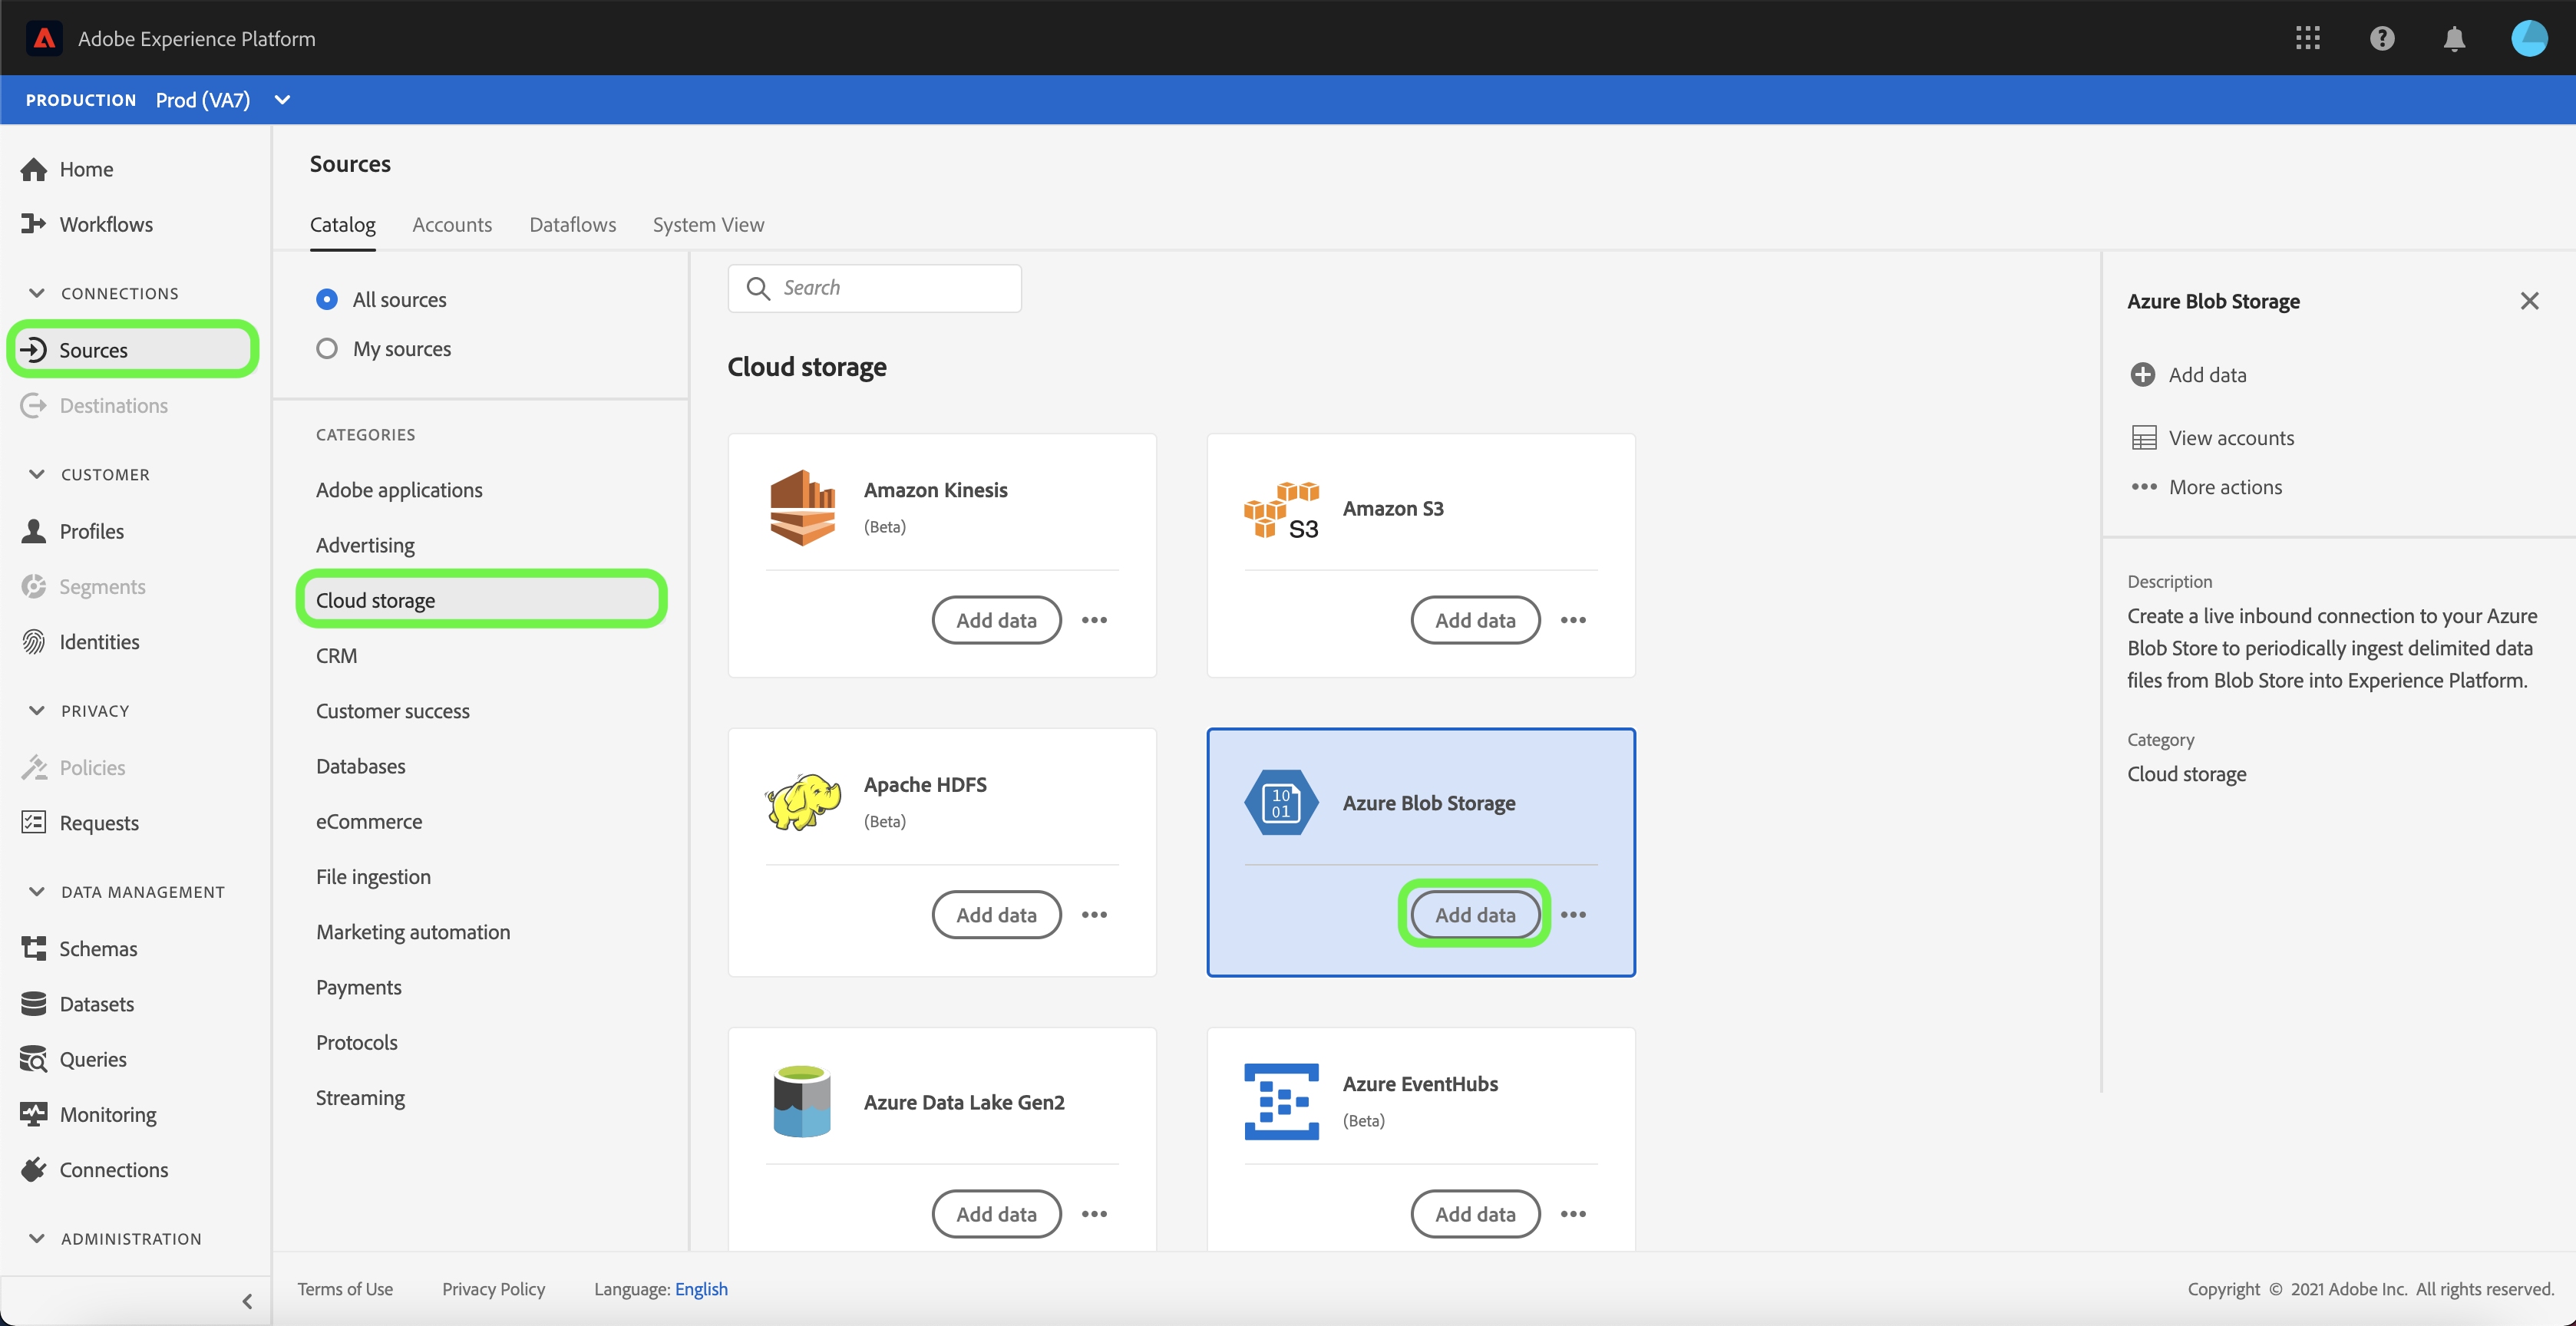 Adobe Experience Platform
PRODUCTION Prod (VA7)
Home
Workflows
CONNECTIONS
Sources
Destinations
CUSTOMER
Profiles
Segments
Identities
PRIVACY
Policies
Requests
DATA MANAGEMENT
Schemas
Datasets
Queries
Monitoring
Connections
ADMINISTRATION
Sources
Catalog Accounts Dataflows System View
All sources
My sources
CATEGORIES
Adobe applications
Advertising
Cloud storage
CRM
Customer success
Databases
eCommerce
File ingestion
Marketing automation
Payments
Protocols
Streaming
Search
Cloud storage
Amazon Kinesis
(Beta)
Add data
S3
Amazon S3
Add data
Apache HDFS
(Beta)
Add data
10
01
Azure Blob Storage
Add data
Azure Data Lake Gen2
Add data
Azure EventHubs
(Beta)
Add data
Azure Blob Storage
Add data
View accounts
More actions
Description
Create a live inbound connection to your Azure
Blob Store to periodically ingest delimited data
files from Blob Store into Experience Platform.
Category
Cloud storage
Terms of Use Privacy Policy Language: English
Copyright © 2021 Adobe Inc. All rights reserved.